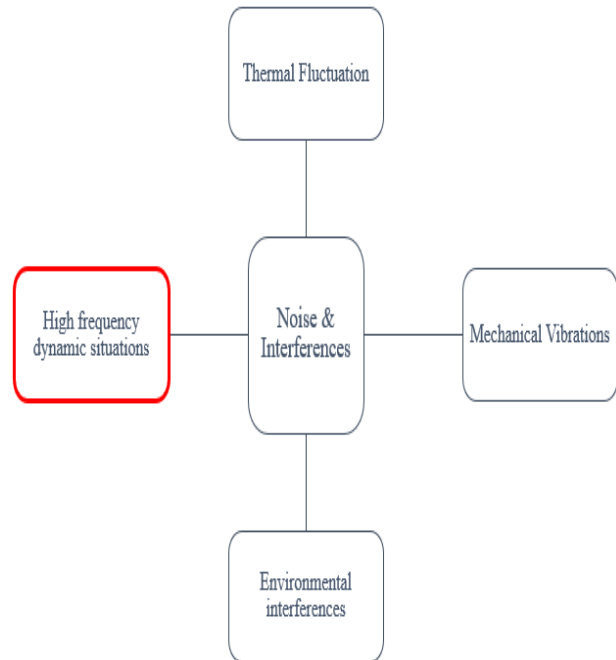 Thermal Fluctuation
High frequency
dynamic situations
Noise &
Interferences
Mechanical Vibrations
Environmental
interferences